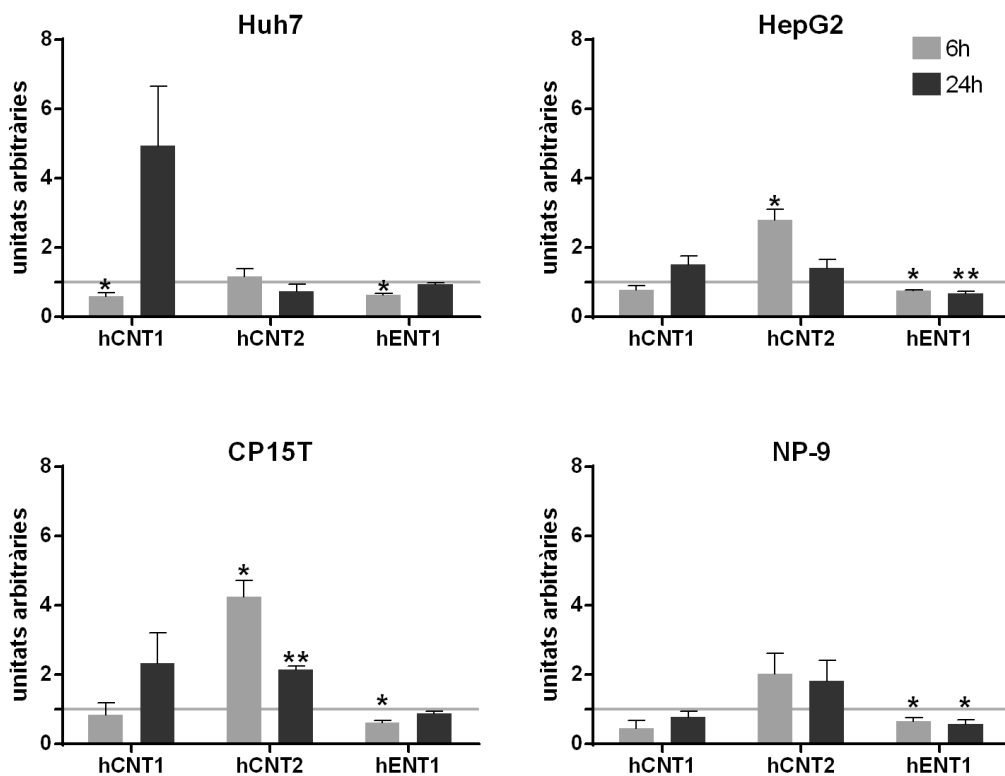 Huh7
unitats arbitràries
8
6
4
2
0
*
*
hCNT1 hCNT2 hENT1
HepG2
6h
24h
unitats arbitràries
8
6
4
2
0
*
*
**
hCNT1 hCNT2 hENT1
CP15T
unitats arbitràries
8
6
4
2
0
*
**
*
hCNT1 hCNT2 hENT1
NP-9
unitats arbitràries
8
6
4
2
0
*
*
hCNT1 hCNT2 hENT1